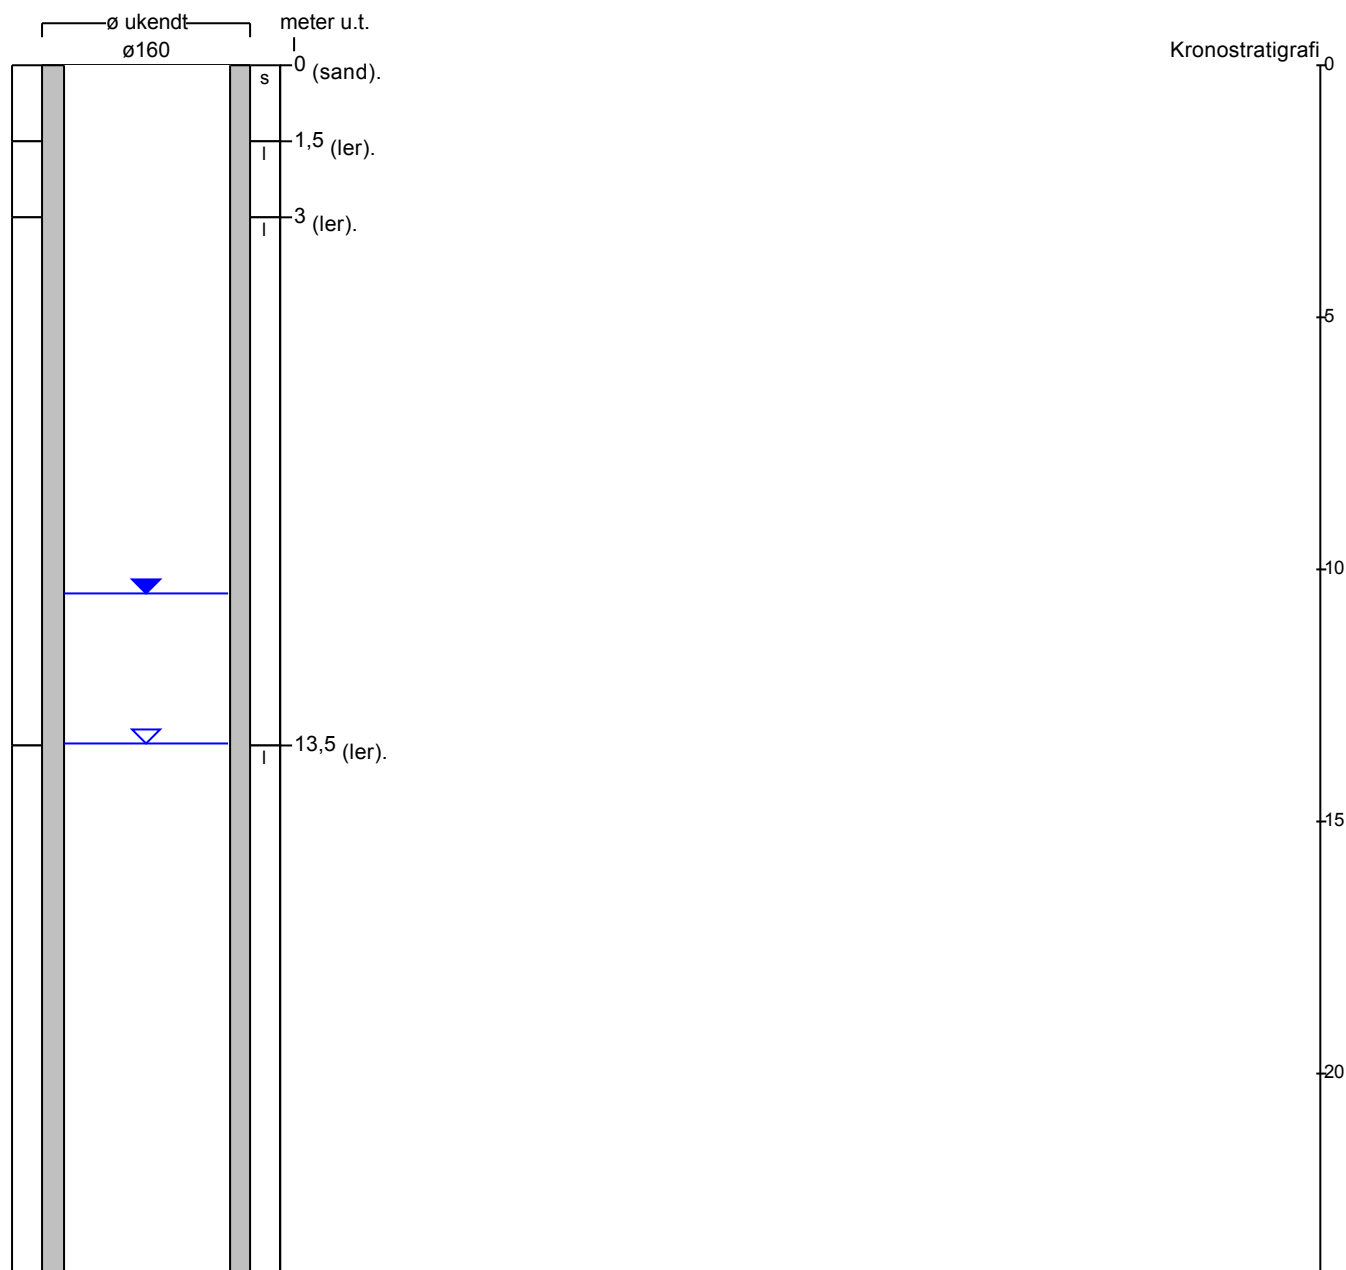 ø ukendt meter u.t.
ø160
Kronostratigrafi
s 0 (sand). 0
l 1,5 (ler).
l 3 (ler).
5
10
l 13,5 (ler).
15
20